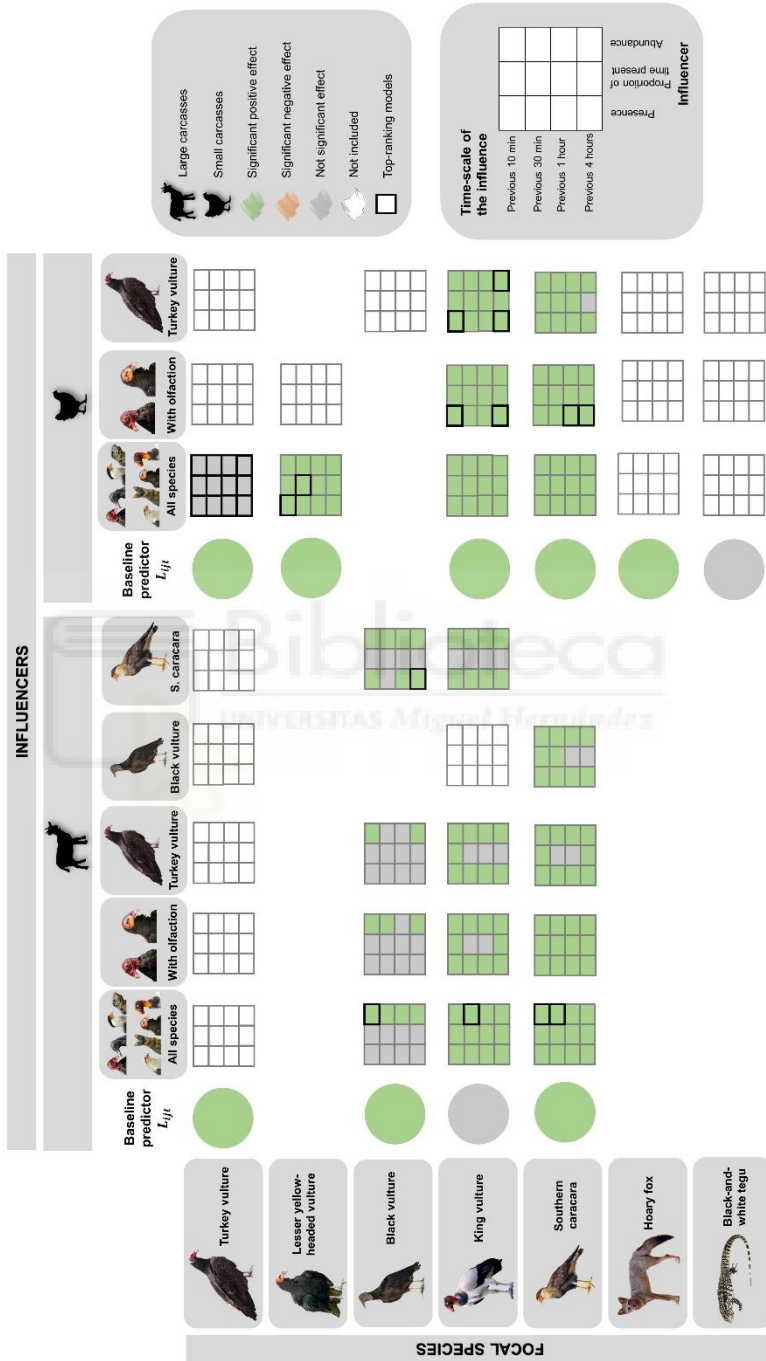 INFLUENCERS
Baseline
predictor
L_ijt
All species
With olfaction
Turkey vulture
Black vulture
S. caracara
Baseline
predictor
L_ijt
All species
With olfaction
Turkey vulture
FOCAL SPECIES
Turkey vulture
Lesser yellow-
headed vulture
Black vulture
King vulture
Southern
caracara
Hoary fox
Black-and-
white tegu
Large carcasses
Small carcasses
Significant positive effect
Significant negative effect
Not significant effect
Not included
Top-ranking models
Time-scale of
the influence
Previous 10 min
Previous 30 min
Previous 1 hour
Previous 4 hours
Presence
Proportion of
time present
Abundance
Influencer
Biblioteca
UNIVERSITAS Miguel Hernández